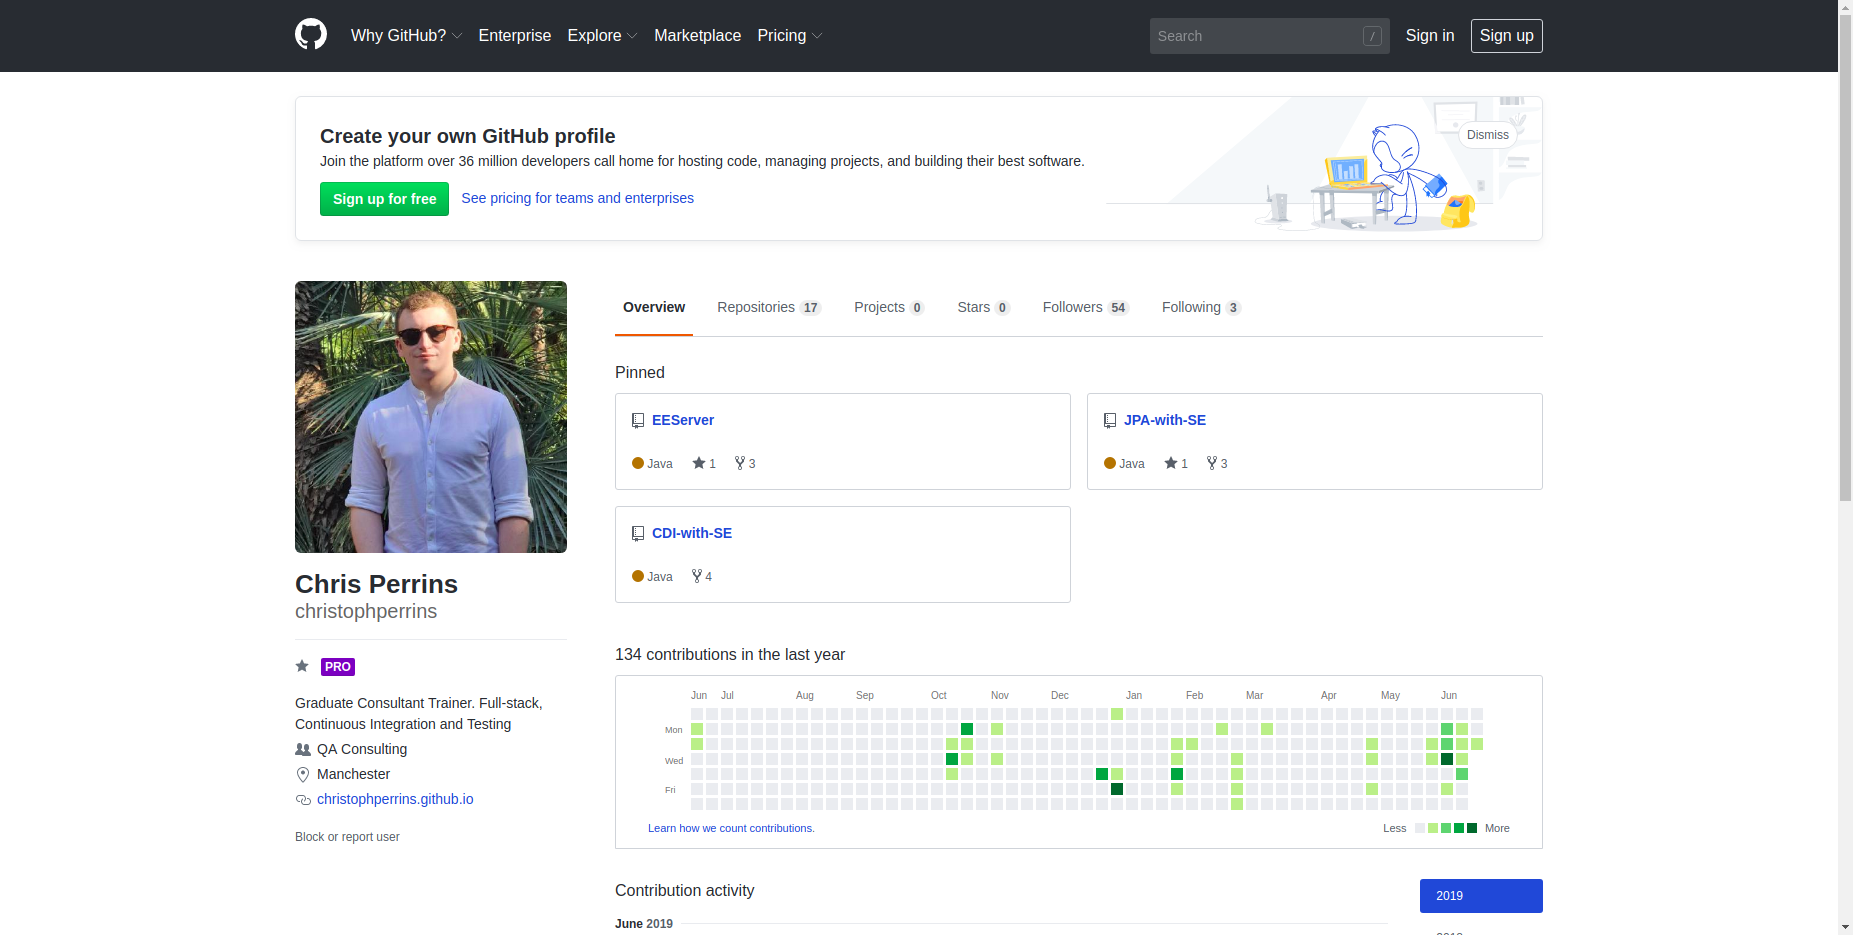 Why GitHub? Enterprise Explore Marketplace Pricing Search / Sign in Sign up
Create your own GitHub profile
Join the platform over 36 million developers call home for hosting code, managing projects, and building their best software.
Sign up for free See pricing for teams and enterprises
Dismiss
Chris Perrins
christophperrins
PRO
Graduate Consultant Trainer. Full-stack,
Continuous Integration and Testing
QA Consulting
Manchester
christophperrins.github.io
Block or report user
Overview Repositories 17 Projects 0 Stars 0 Followers 54 Following 3
Pinned
EEServer
Java 1 3
JPA-with-SE
Java 1 3
CDI-with-SE
Java 4
134 contributions in the last year
Jun Jul Aug Sep Oct Nov Dec Jan Feb Mar Apr May Jun
Mon
Wed
Fri
Learn how we count contributions. Less More
Contribution activity
2019
June 2019